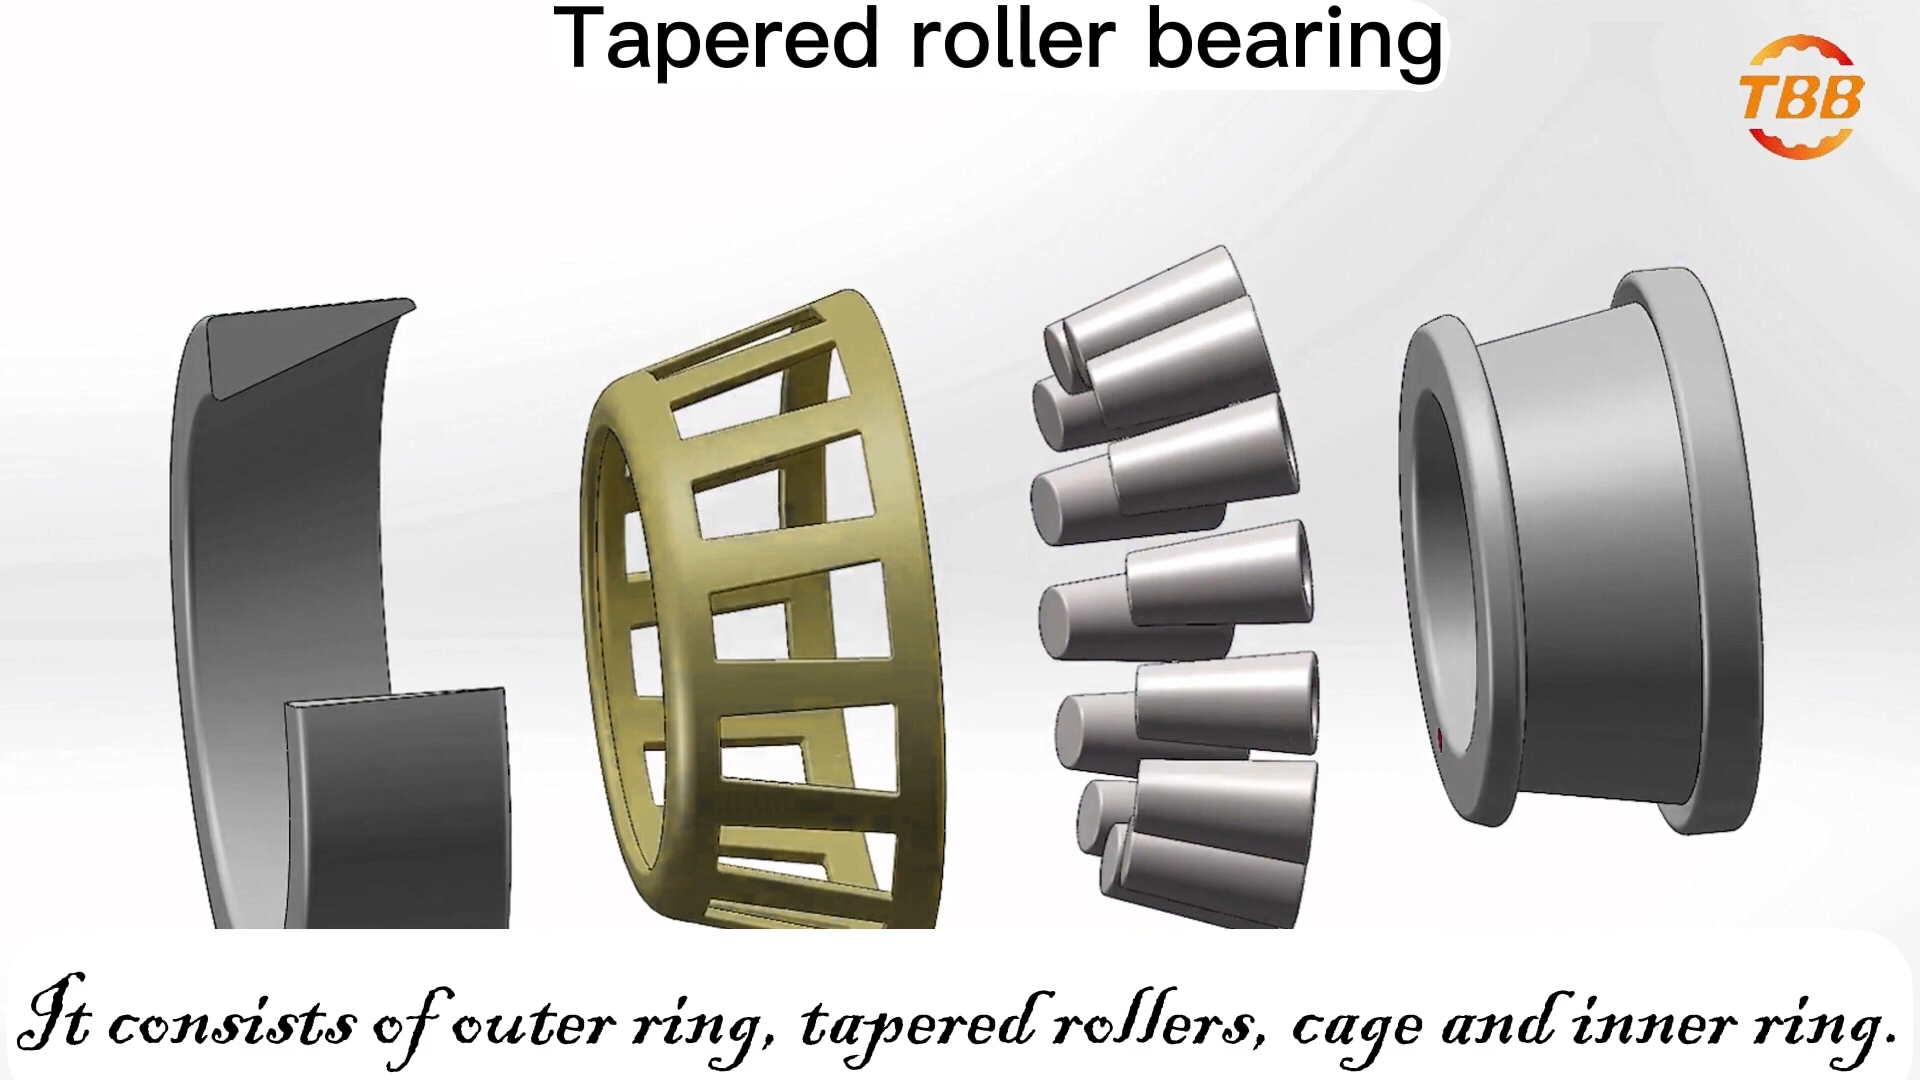 Tapered roller bearing
TBB
It consists of outer ring, tapered rollers, cage and inner ring.